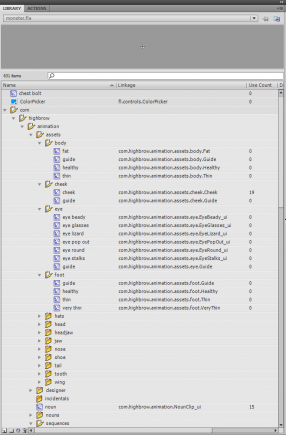 LIBRARY ACTIONS
monster.fla
631 items
Name Linkage Use Count D
chest bolt 0
ColorPicker fl.controls.ColorPicker 0
com
highbrow
animation
assets
body
fat com.highbrow.animation.assets.body.Fat 0
guide com.highbrow.animation.assets.body.Guide 0
healthy com.highbrow.animation.assets.body.Healthy 0
thin com.highbrow.animation.assets.body.Thin 0
cheek
cheek com.highbrow.animation.assets.cheek.Cheek 19
guide com.highbrow.animation.assets.cheek.Guide 0
eye
eye beady com.highbrow.animation.assets.eye.EyeBeady_ui 0
eye glasses com.highbrow.animation.assets.eye.EyeGlasses_ui 0
eye lizard com.highbrow.animation.assets.eye.EyeLizard_ui 0
eye pop out com.highbrow.animation.assets.eye.EyePopOut_ui 0
eye round com.highbrow.animation.assets.eye.EyeRound_ui 0
eye stalks com.highbrow.animation.assets.eye.EyeStalks_ui 0
guide com.highbrow.animation.assets.eye.Guide 0
foot
guide com.highbrow.animation.assets.foot.Guide 0
healthy com.highbrow.animation.assets.foot.Healthy 0
thin com.highbrow.animation.assets.foot.Thin 0
very thin com.highbrow.animation.assets.foot.VeryThin 0
hats
head
headjaw
jaw
nose
shoe
tail
tooth
wing
designer
incidentals
noun com.highbrow.animation.NounClip_ui 15
nouns
sequences